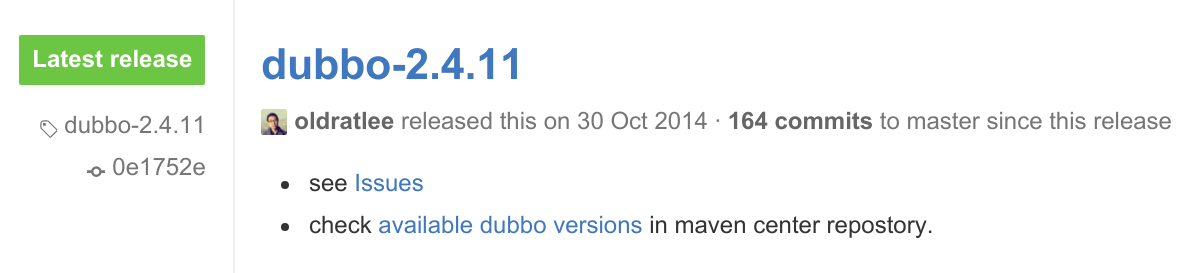 Latest release
dubbo-2.4.11
0e1752e
dubbo-2.4.11
oldratlee released this on 30 Oct 2014 · 164 commits to master since this release
• see Issues
• check available dubbo versions in maven center repostory.